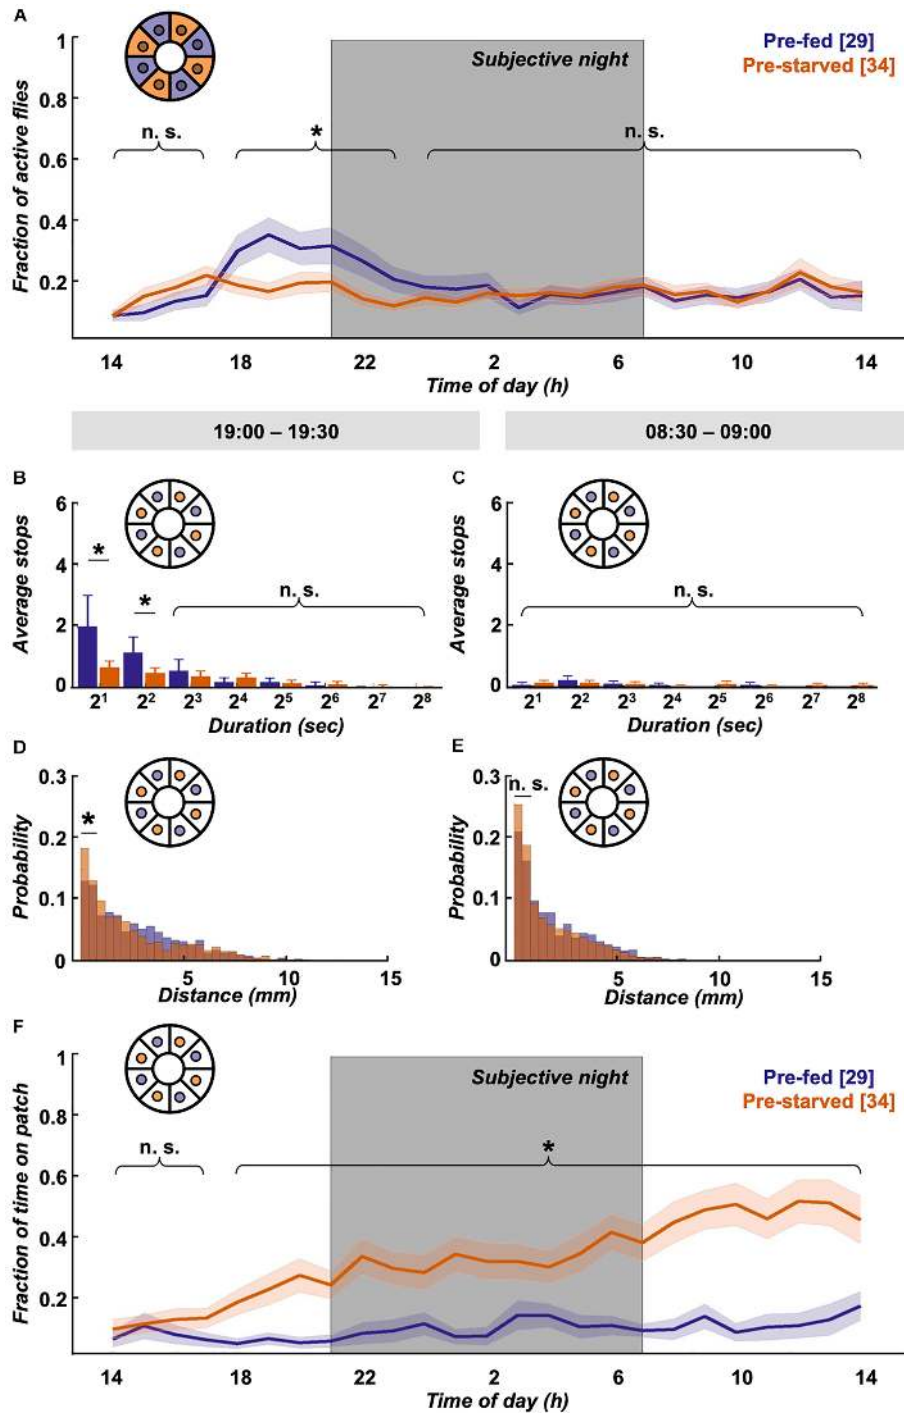 A
Fraction of active flies
1
0.8
0.6
0.4
0.2
Subjective night
Pre-fed [29]
Pre-starved [34]
n. s.
*
n. s.
14 18 22 2 6 10 14
Time of day (h)
19:00 – 19:30
08:30 – 09:00
B
Average stops
6
4
2
0
*
*
n. s.
2¹ 2² 2³ 2⁴ 2⁵ 2⁶ 2⁷ 2⁸
Duration (sec)
C
Average stops
6
4
2
0
n. s.
2¹ 2² 2³ 2⁴ 2⁵ 2⁶ 2⁷ 2⁸
Duration (sec)
D
Probability
0.3
0.2
0.1
0
*
5 10 15
Distance (mm)
E
Probability
0.3
0.2
0.1
0
n. s.
5 10 15
Distance (mm)
F
Fraction of time on patch
1
0.8
0.6
0.4
0.2
Subjective night
Pre-fed [29]
Pre-starved [34]
n. s.
*
14 18 22 2 6 10 14
Time of day (h)